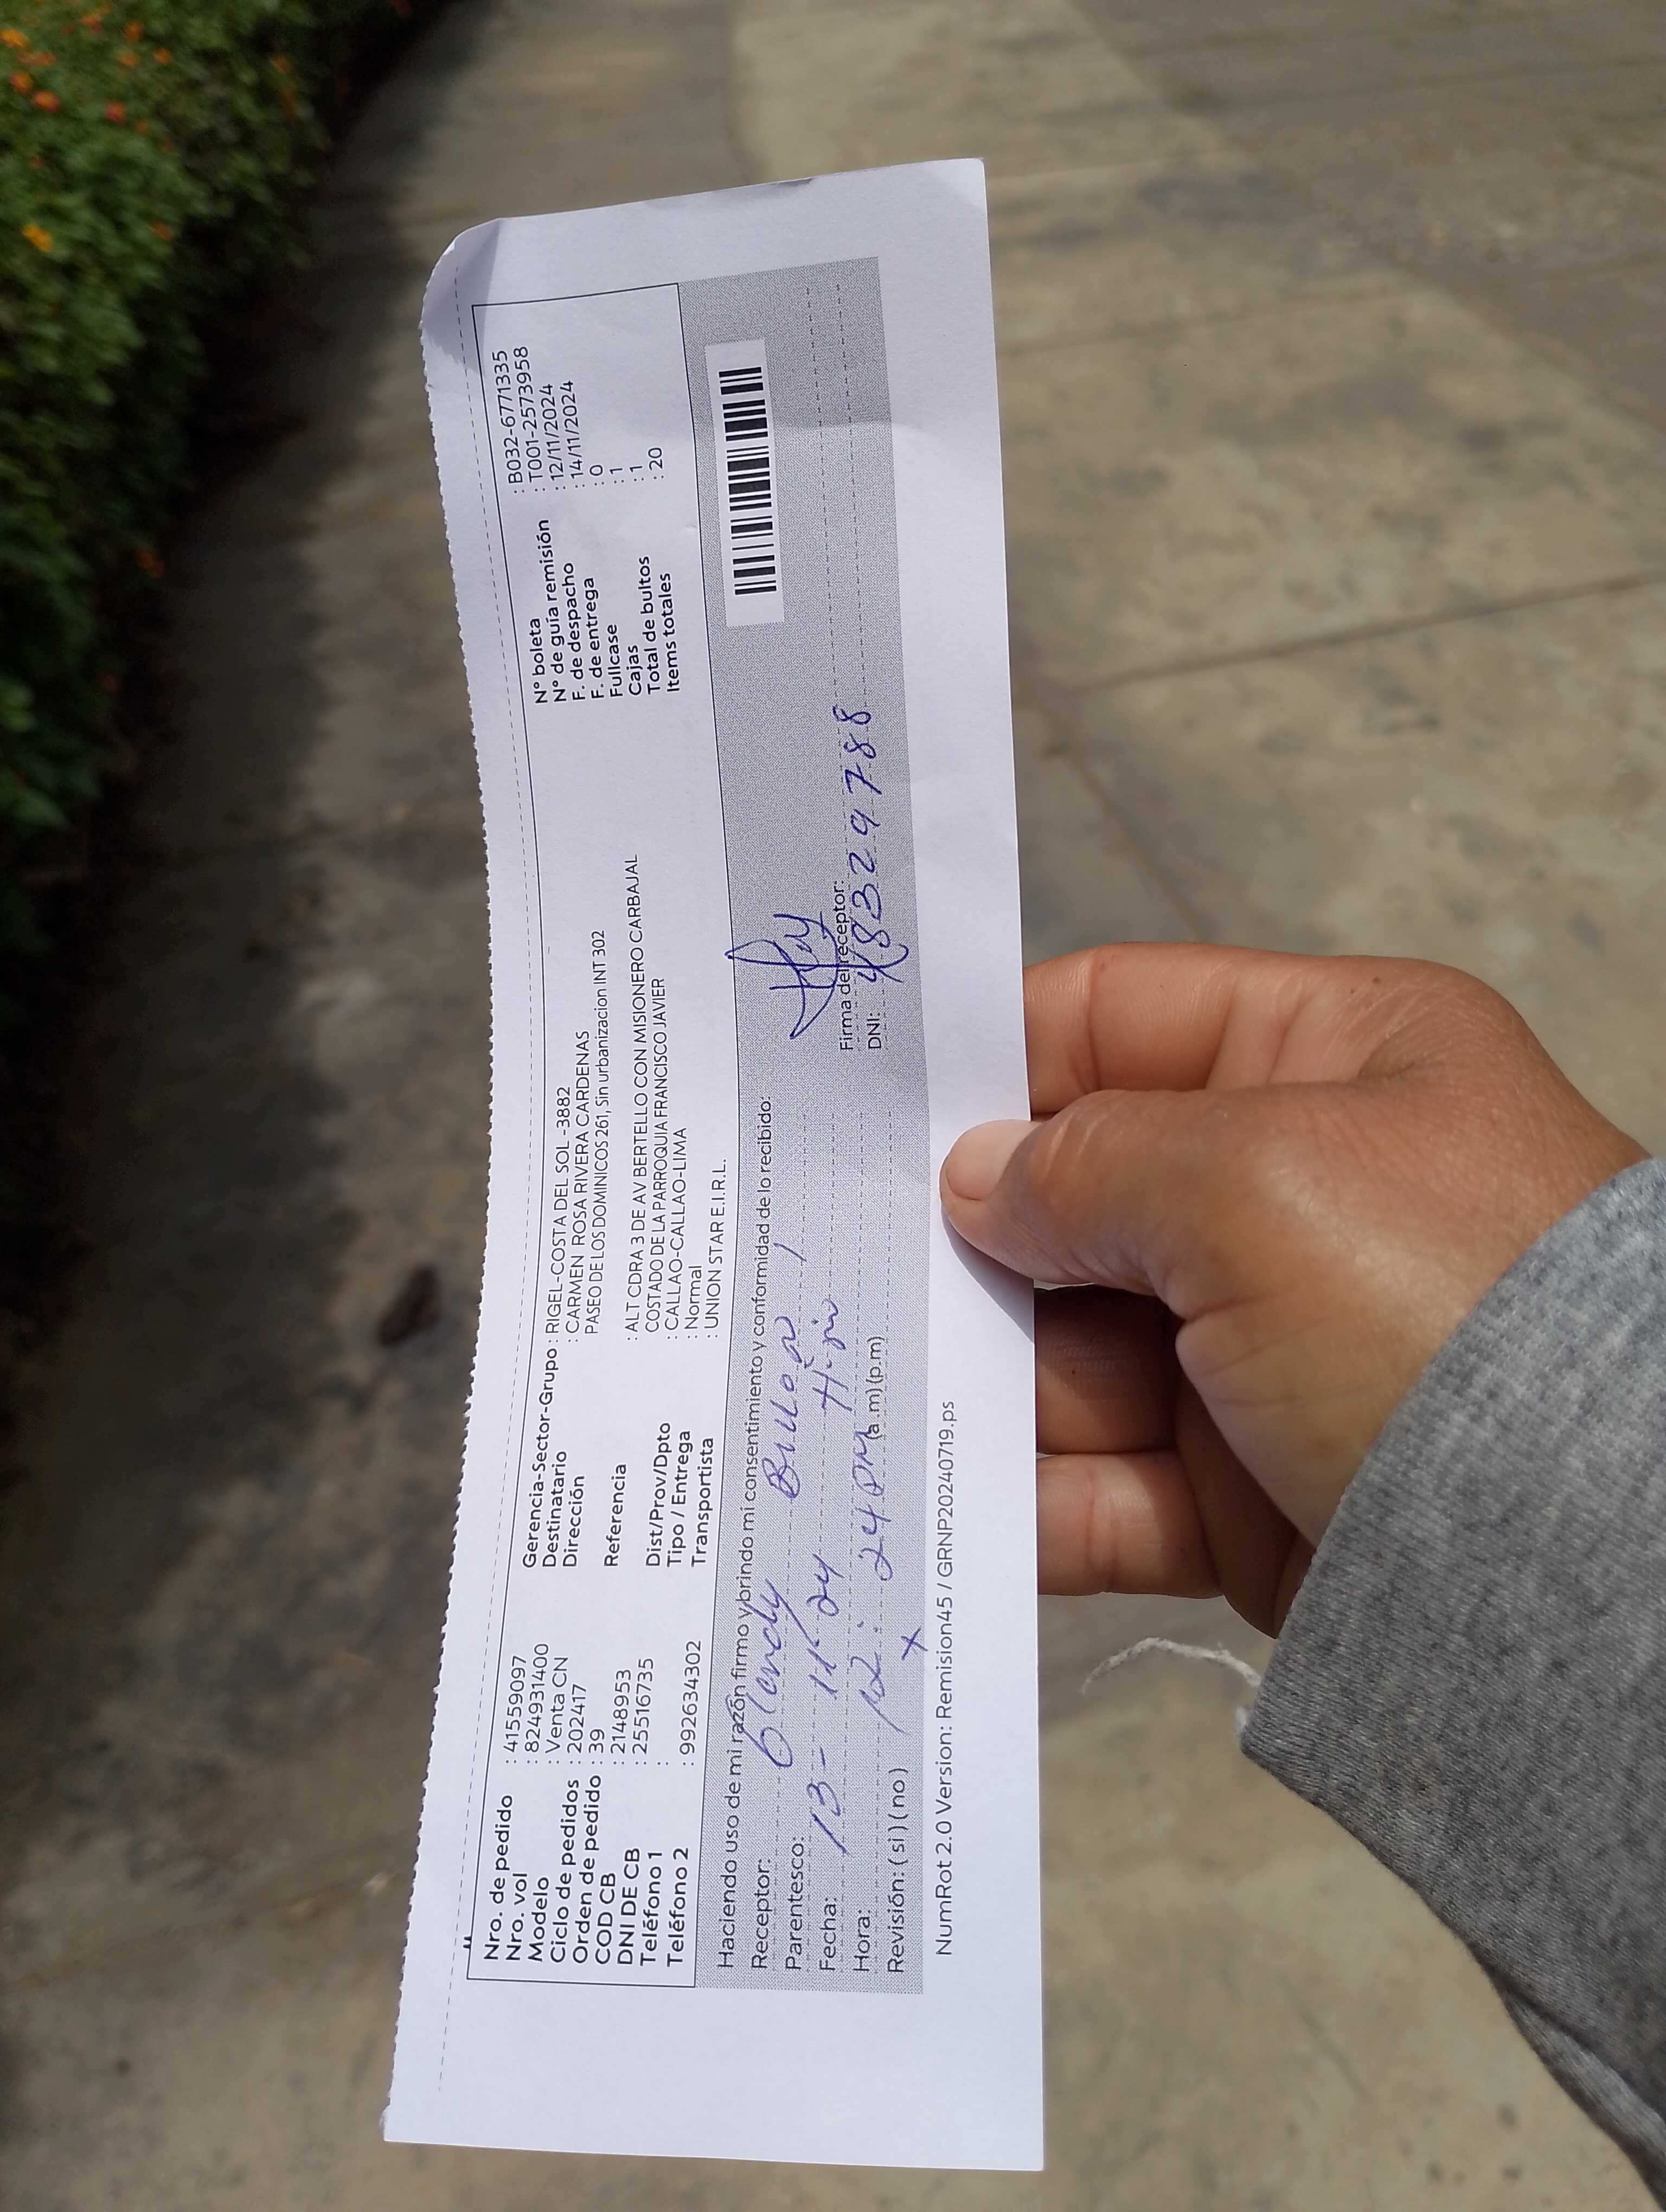 Nro. de pedido : 41559097
Nro. vol : 824931400
Modelo : Venta CN
Ciclo de pedidos : 202417
Orden de pedido : 39
COD CB : 2148953
DNI DE CB : 25516735
Teléfono 1 :
Teléfono 2 : 992634302
Gerencia-Sector-Grupo : RIGEL-COSTA DEL SOL -3882
Destinatario : CARMEN ROSA RIVERA CARDENAS
Dirección PASEO DE LOS DOMINICOS 261, Sin urbanizacion INT 302
Referencia : ALT CDRA 3 DE AV BERTELLO CON MISIONERO CARBAJAL
COSTADO DE LA PARROQUIA FRANCISCO JAVIER
Dist/Prov/Dpto : CALLAO-CALLAO-LIMA
Tipo / Entrega : Normal
Transportista : UNION STAR E.I.R.L.
N° boleta : B032-6771335
N° de guía remisión : T001-2573958
F. de despacho : 12/11/2024
F. de entrega : 14/11/2024
Fullcase : 0
Cajas : 1
Total de bultos : 1
Items totales : 20
Haciendo uso de mi razón firmo y brindo mi consentimiento y conformidad de lo recibido:
Receptor:
Parentesco:
Fecha: 13- 11- 24
Hora: 12: 24 PM (a.m) (p.m)
Revisión: ( si ) ( no ) x
Firma del receptor:
DNI: 48329788
NumRot 2.0 Version: Remision45 / GRNP20240719.ps